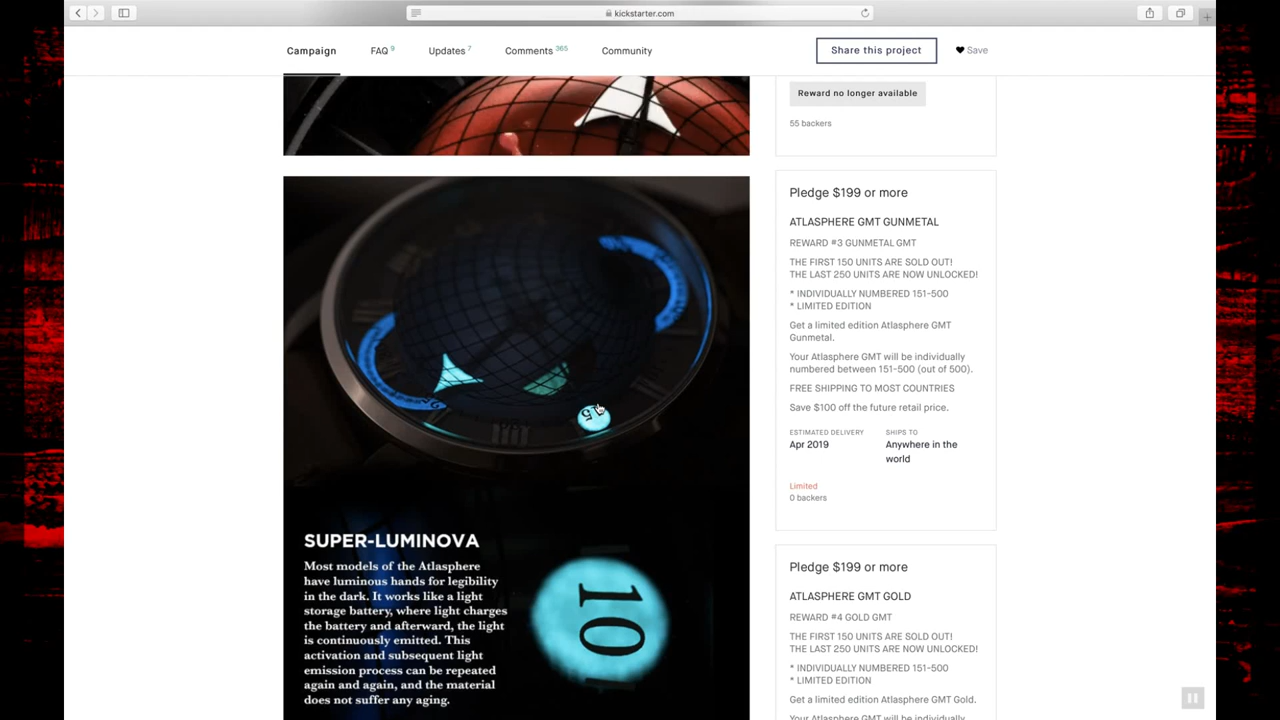 kickstarter.com
Campaign
FAQ 9
Updates 7
Comments 365
Community
Share this project
Save
Reward no longer available
55 backers
Pledge $199 or more
ATLASPHERE GMT GUNMETAL
REWARD #3 GUNMETAL GMT
THE FIRST 150 UNITS ARE SOLD OUT!
THE LAST 250 UNITS ARE NOW UNLOCKED!
* INDIVIDUALLY NUMBERED 151-500
* LIMITED EDITION
Get a limited edition Atlasphere GMT
Gunmetal.
Your Atlasphere GMT will be individually
numbered between 151-500 (out of 500).
FREE SHIPPING TO MOST COUNTRIES
Save $100 off the future retail price.
ESTIMATED DELIVERY
Apr 2019
SHIPS TO
Anywhere in the
world
Limited
0 backers
SUPER-LUMINOVA
Most models of the Atlasphere
have luminous hands for legibility
in the dark. It works like a light
storage battery, where light charges
the battery and afterward, the light
is continuously emitted. This
activation and subsequent light
emission process can be repeated
again and again, and the material
does not suffer any aging.
10
Pledge $199 or more
ATLASPHERE GMT GOLD
REWARD #4 GOLD GMT
THE FIRST 150 UNITS ARE SOLD OUT!
THE LAST 250 UNITS ARE NOW UNLOCKED!
* INDIVIDUALLY NUMBERED 151-500
* LIMITED EDITION
Get a limited edition Atlasphere GMT Gold.
Your Atlasphere GMT will be individually